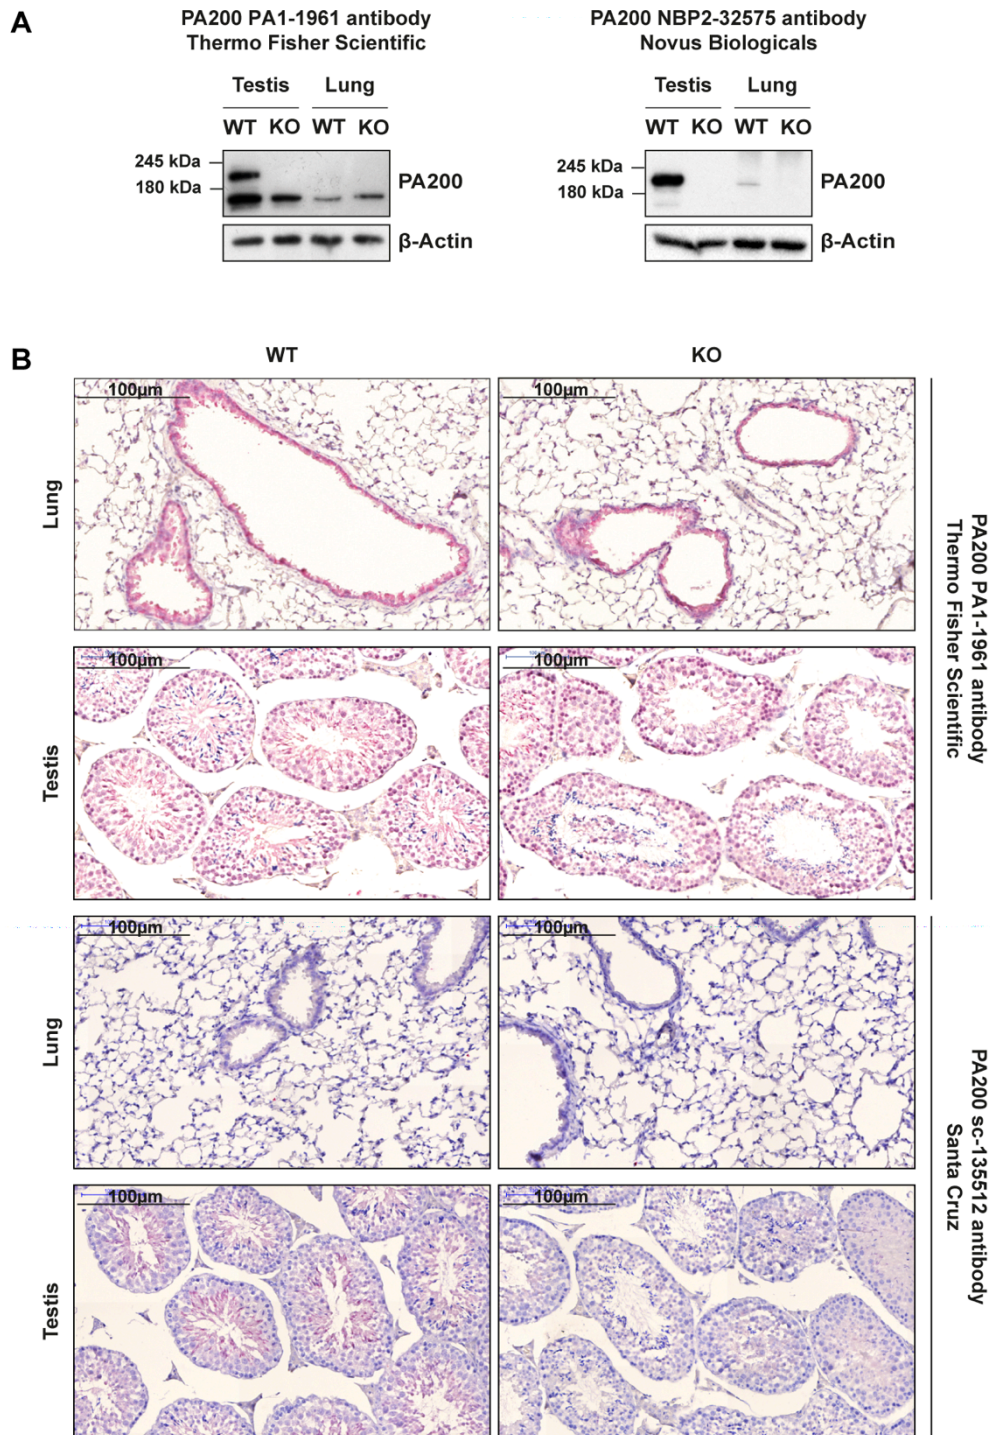 A
PA200 PA1-1961 antibody
Thermo Fisher Scientific
Testis Lung
WT KO WT KO
245 kDa
180 kDa
PA200
β-Actin
PA200 NBP2-32575 antibody
Novus Biologicals
Testis Lung
WT KO WT KO
245 kDa
180 kDa
PA200
β-Actin
B
WT KO
Lung
100µm
100µm
Testis
100µm
100µm
PA200 PA1-1961 antibody
Thermo Fisher Scientific
Lung
100µm
100µm
Testis
100µm
100µm
PA200 sc-135512 antibody
Santa Cruz